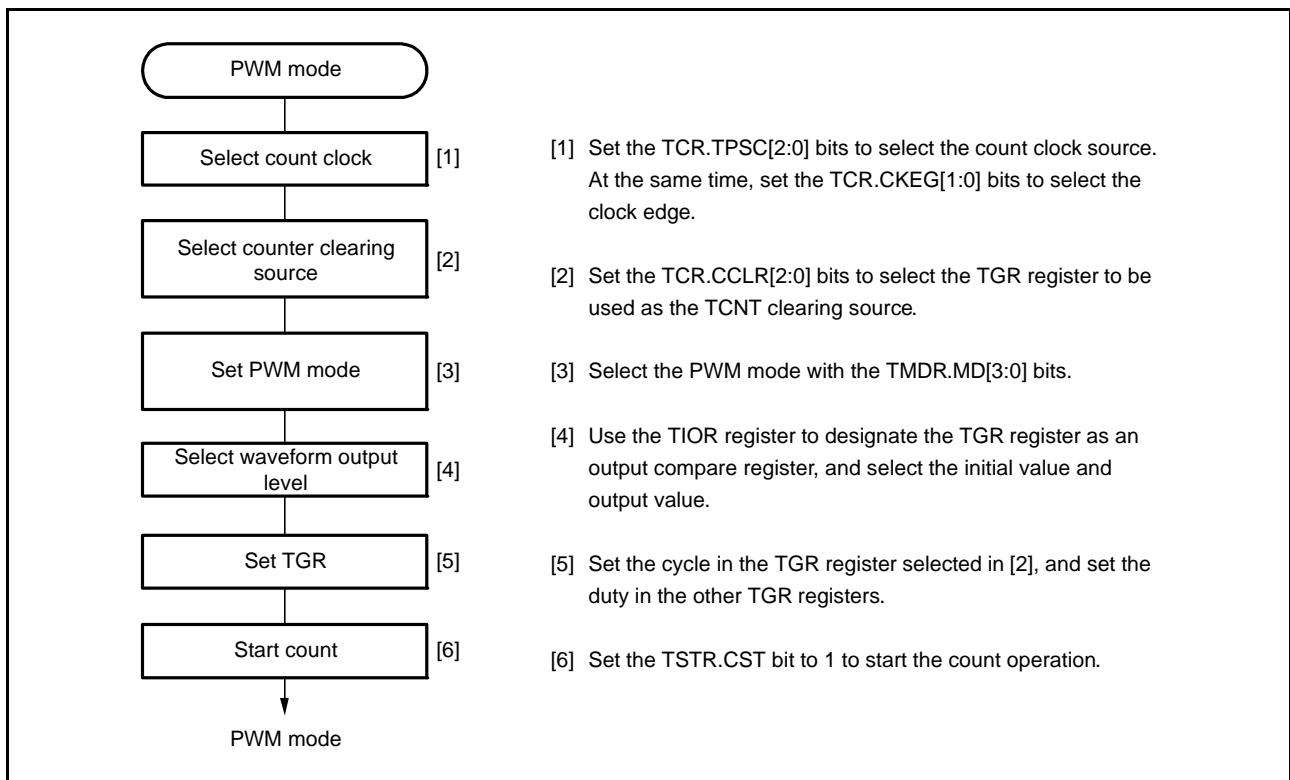 PWM mode
Select count clock
[1]
Select counter clearing
source
[2]
Set PWM mode
[3]
Select waveform output
level
[4]
Set TGR
[5]
Start count
[6]
PWM mode
[1] Set the TCR.TPSC[2:0] bits to select the count clock source.
At the same time, set the TCR.CKEG[1:0] bits to select the
clock edge.
[2] Set the TCR.CCLR[2:0] bits to select the TGR register to be
used as the TCNT clearing source.
[3] Select the PWM mode with the TMDR.MD[3:0] bits.
[4] Use the TIOR register to designate the TGR register as an
output compare register, and select the initial value and
output value.
[5] Set the cycle in the TGR register selected in [2], and set the
duty in the other TGR registers.
[6] Set the TSTR.CST bit to 1 to start the count operation.